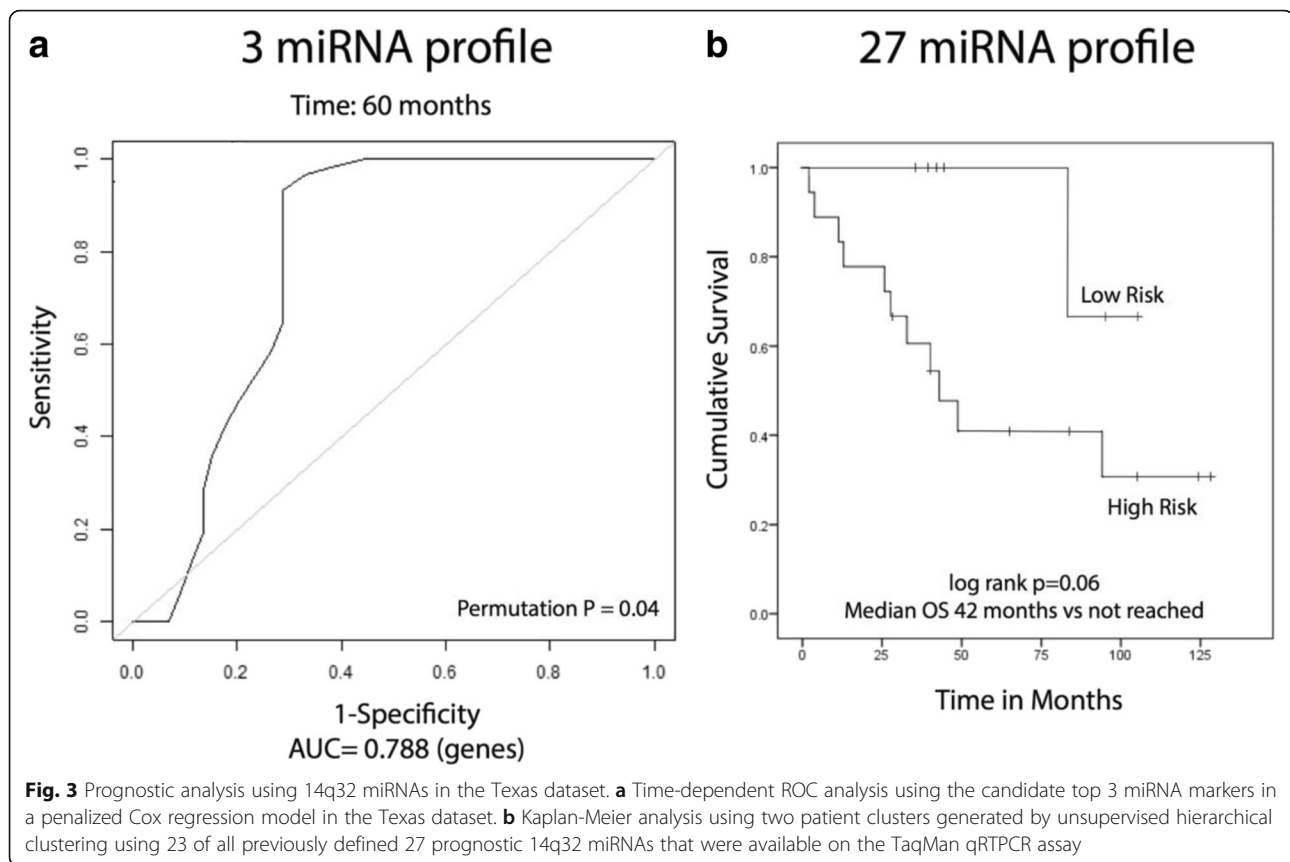 a
3 miRNA profile
Time: 60 months
Sensitivity
1.0
0.8
0.6
0.4
0.2
0.0
Permutation P = 0.04
0.0 0.2 0.4 0.6 0.8 1.0
1-Specificity
AUC= 0.788 (genes)
b
27 miRNA profile
Cumulative Survival
1.0
0.8
0.6
0.4
0.2
0.0
Low Risk
High Risk
log rank p=0.06
Median OS 42 months vs not reached
0 25 50 75 100 125
Time in Months
Fig. 3 Prognostic analysis using 14q32 miRNAs in the Texas dataset. a Time-dependent ROC analysis using the candidate top 3 miRNA markers in
a penalized Cox regression model in the Texas dataset. b Kaplan-Meier analysis using two patient clusters generated by unsupervised hierarchical
clustering using 23 of all previously defined 27 prognostic 14q32 miRNAs that were available on the TaqMan qRTPCR assay